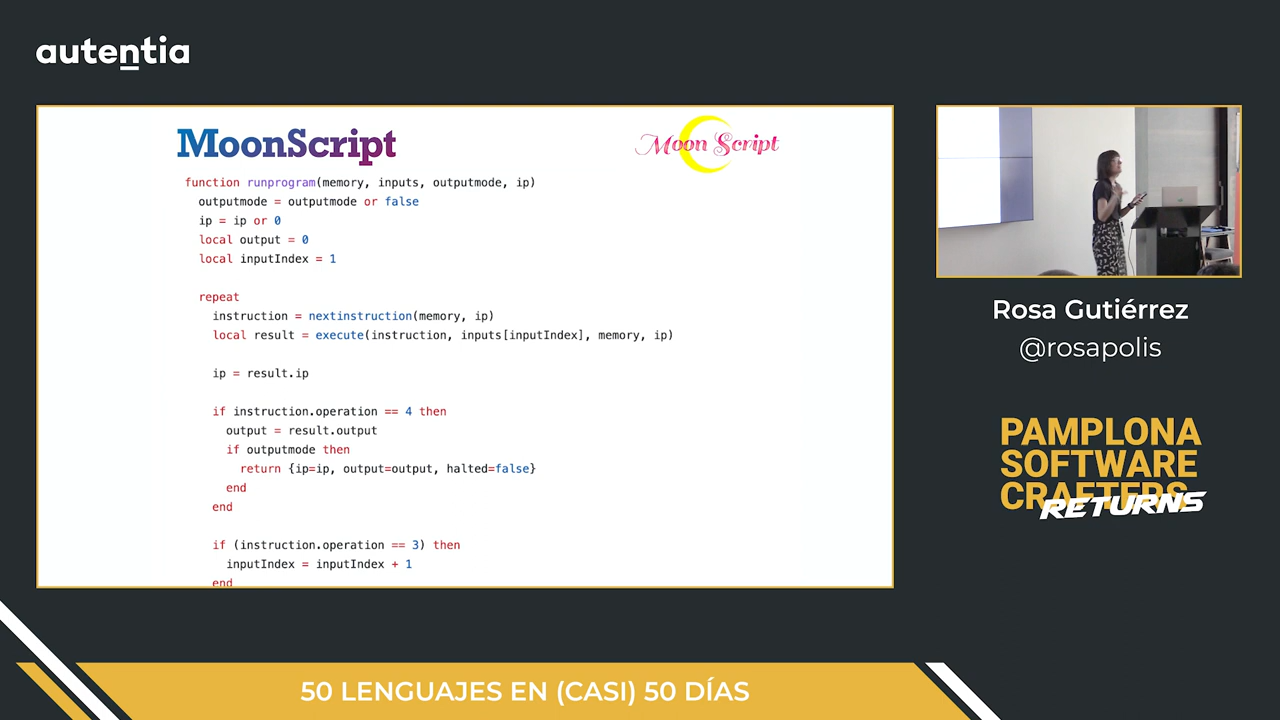 autentia
MoonScript
Moon Script
function runprogram(memory, inputs, outputmode, ip)
  outputmode = outputmode or false
  ip = ip or 0
  local output = 0
  local inputIndex = 1
  repeat
    instruction = nextinstruction(memory, ip)
    local result = execute(instruction, inputs[inputIndex], memory, ip)
    ip = result.ip
    if instruction.operation == 4 then
      output = result.output
      if outputmode then
        return {ip=ip, output=output, halted=false}
      end
    end
    if (instruction.operation == 3) then
      inputIndex = inputIndex + 1
    end
Rosa Gutiérrez
@rosapolis
PAMPLONA
SOFTWARE
CRAFTERS
RETURNS
50 LENGUAJES EN (CASI) 50 DÍAS